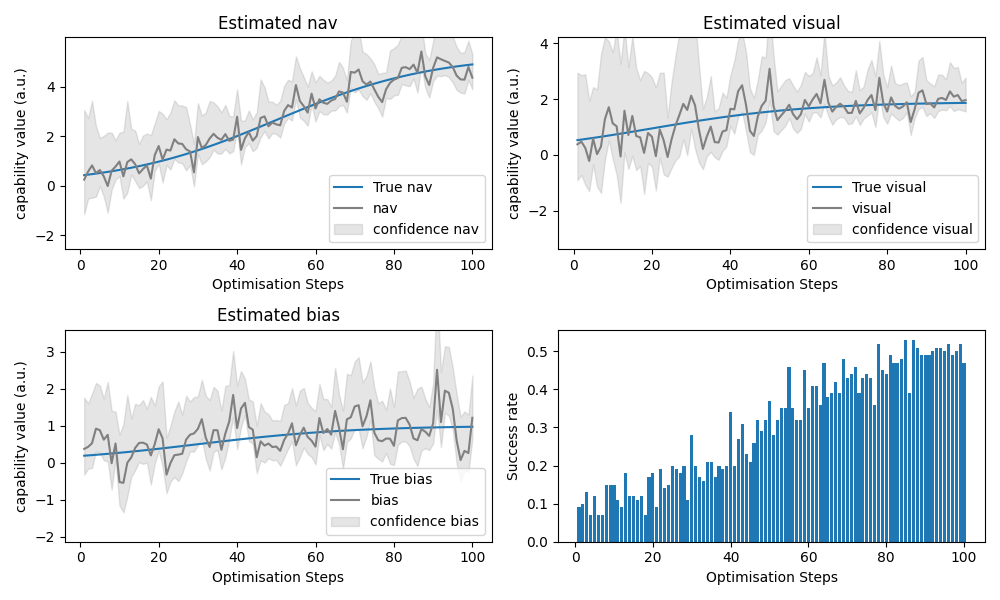 Estimated nav
capability value (a.u.)
4
2
0
−2
0 20 40 60 80 100
Optimisation Steps
True nav
nav
confidence nav
Estimated visual
capability value (a.u.)
4
2
0
−2
0 20 40 60 80 100
Optimisation Steps
True visual
visual
confidence visual
Estimated bias
capability value (a.u.)
3
2
1
0
−1
−2
0 20 40 60 80 100
Optimisation Steps
True bias
bias
confidence bias
Success rate
0.5
0.4
0.3
0.2
0.1
0.0
0 20 40 60 80 100
Optimisation Steps